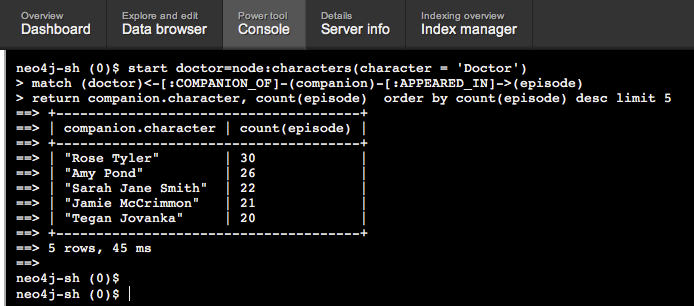 Overview Explore and edit Power tool Details Indexing overview
Dashboard Data browser Console Server info Index manager
neo4j-sh (0)$ start doctor=node:characters(character = 'Doctor')
> match (doctor)<-[:COMPANION_OF]-(companion)-[:APPEARED_IN]->(episode)
> return companion.character, count(episode)  order by count(episode) desc limit 5
==> +--------------------------------------+
==> | companion.character | count(episode) |
==> +--------------------------------------+
==> | "Rose Tyler"        | 30             |
==> | "Amy Pond"          | 26             |
==> | "Sarah Jane Smith"  | 22             |
==> | "Jamie McCrimmon"   | 21             |
==> | "Tegan Jovanka"     | 20             |
==> +--------------------------------------+
==> 5 rows, 45 ms
==>
neo4j-sh (0)$
neo4j-sh (0)$